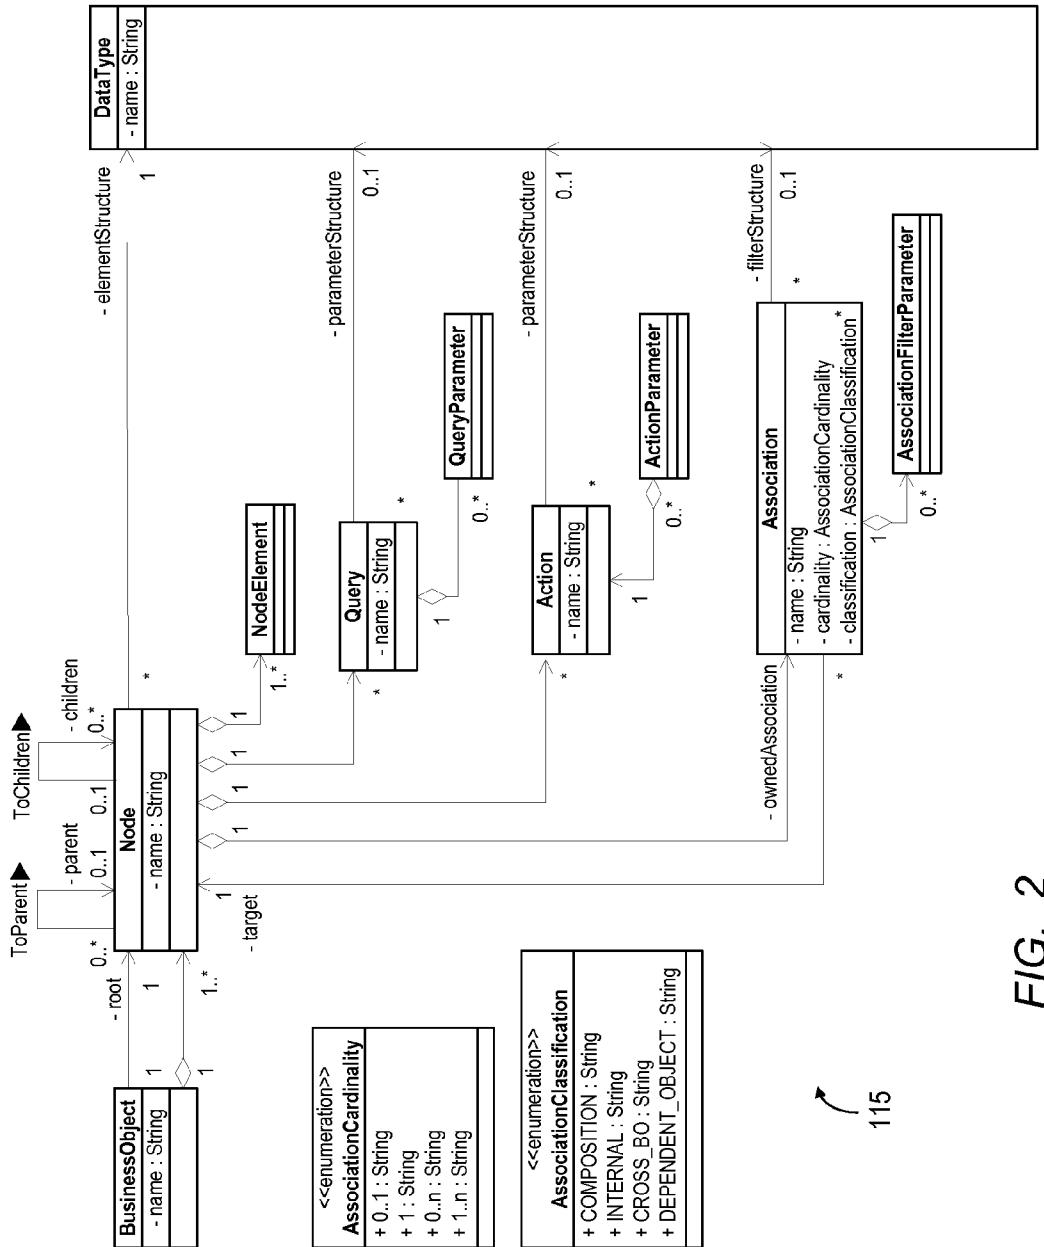 BusinessObject
- name : String
1
1
- root
1
1..*
ToParent▶
0..*
- parent
0..1
ToChildren▶
0..1
- children
0..*
Node
- name : String
*
1
1
1
1
1
- target
- elementStructure
1
DataType
- name : String
NodeElement
1..*
Query
- name : String
*
*
1
- parameterStructure
0..1
QueryParameter
0..*
Action
- name : String
*
*
1
- parameterStructure
0..1
ActionParameter
0..*
- ownedAssociation
*
Association
- name : String
- cardinality : AssociationCardinality
- classification : AssociationClassification*
*
1
- filterStructure
0..1
AssociationFilterParameter
0..*
<<enumeration>>
AssociationCardinality
+ 0..1 : String
+ 1 : String
+ 0..n : String
+ 1..n : String
<<enumeration>>
AssociationClassification
+ COMPOSITION : String
+ INTERNAL : String
+ CROSS_BO : String
+ DEPENDENT_OBJECT : String
115
FIG. 2